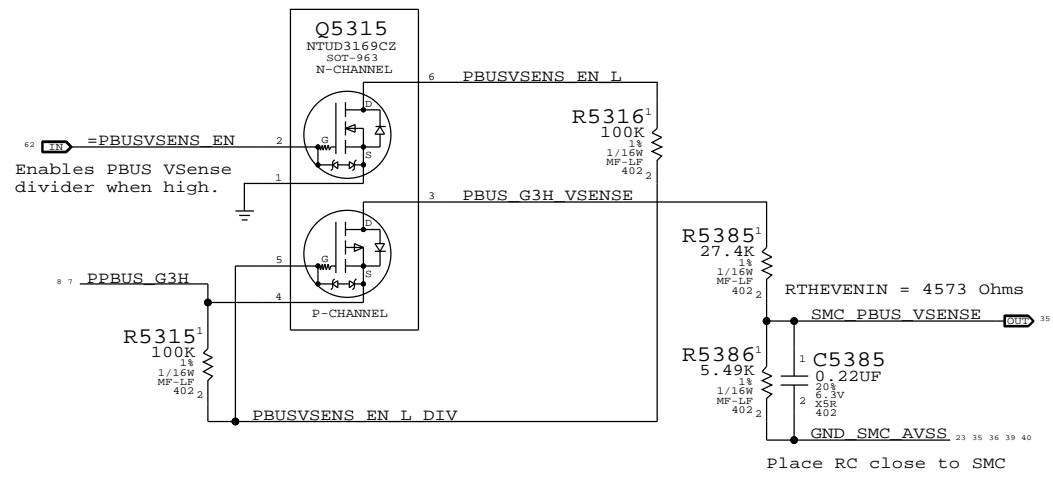 Q5315
NTUD3169CZ
SOT-963
N-CHANNEL
6 PBUSVSENS_EN_L
D
G
S
62 IN =PBUSVSENS_EN 2
Enables PBUS VSense
divider when high.
1
R5316 1
100K
1%
1/16W
MF-LF
402 2
3 PBUS_G3H_VSENSE
D
G
S
5
8 7 PPBUS_G3H
4
P-CHANNEL
R5315 1
100K
1%
1/16W
MF-LF
402 2
PBUSVSENS_EN_L_DIV
R5385 1
27.4K
1%
1/16W
MF-LF
402 2
RTHEVENIN = 4573 Ohms
SMC_PBUS_VSENSE OUT 35
R5386 1
5.49K
1%
1/16W
MF-LF
402 2
1 C5385
0.22UF
20%
6.3V
2 X5R
402
GND_SMC_AVSS 23 35 36 39 40
Place RC close to SMC